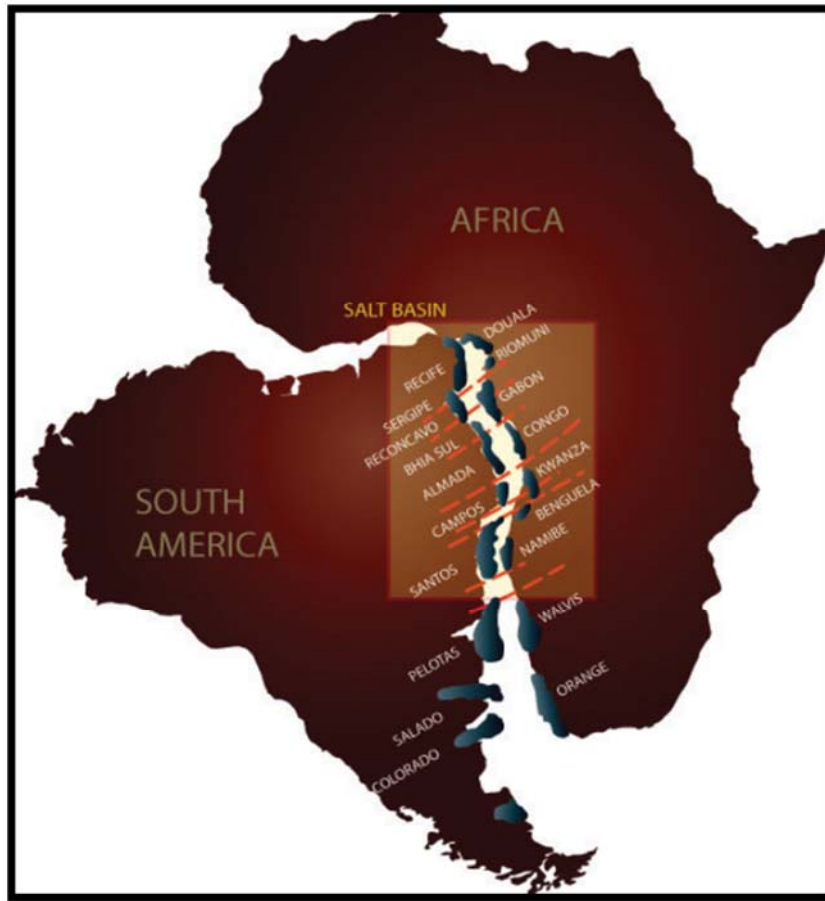 AFRICA
SALT BASIN
DOUALA
RIOMUNI
RECIFE
GABON
SERGIPE
RECONCAVO
CONGO
BHIA SUL
KWANZA
ALMADA
SOUTH
AMERICA
CAMPOS
BENGUELA
NAMIBE
SANTOS
WALVIS
PELOTAS
ORANGE
SALADO
COLORADO